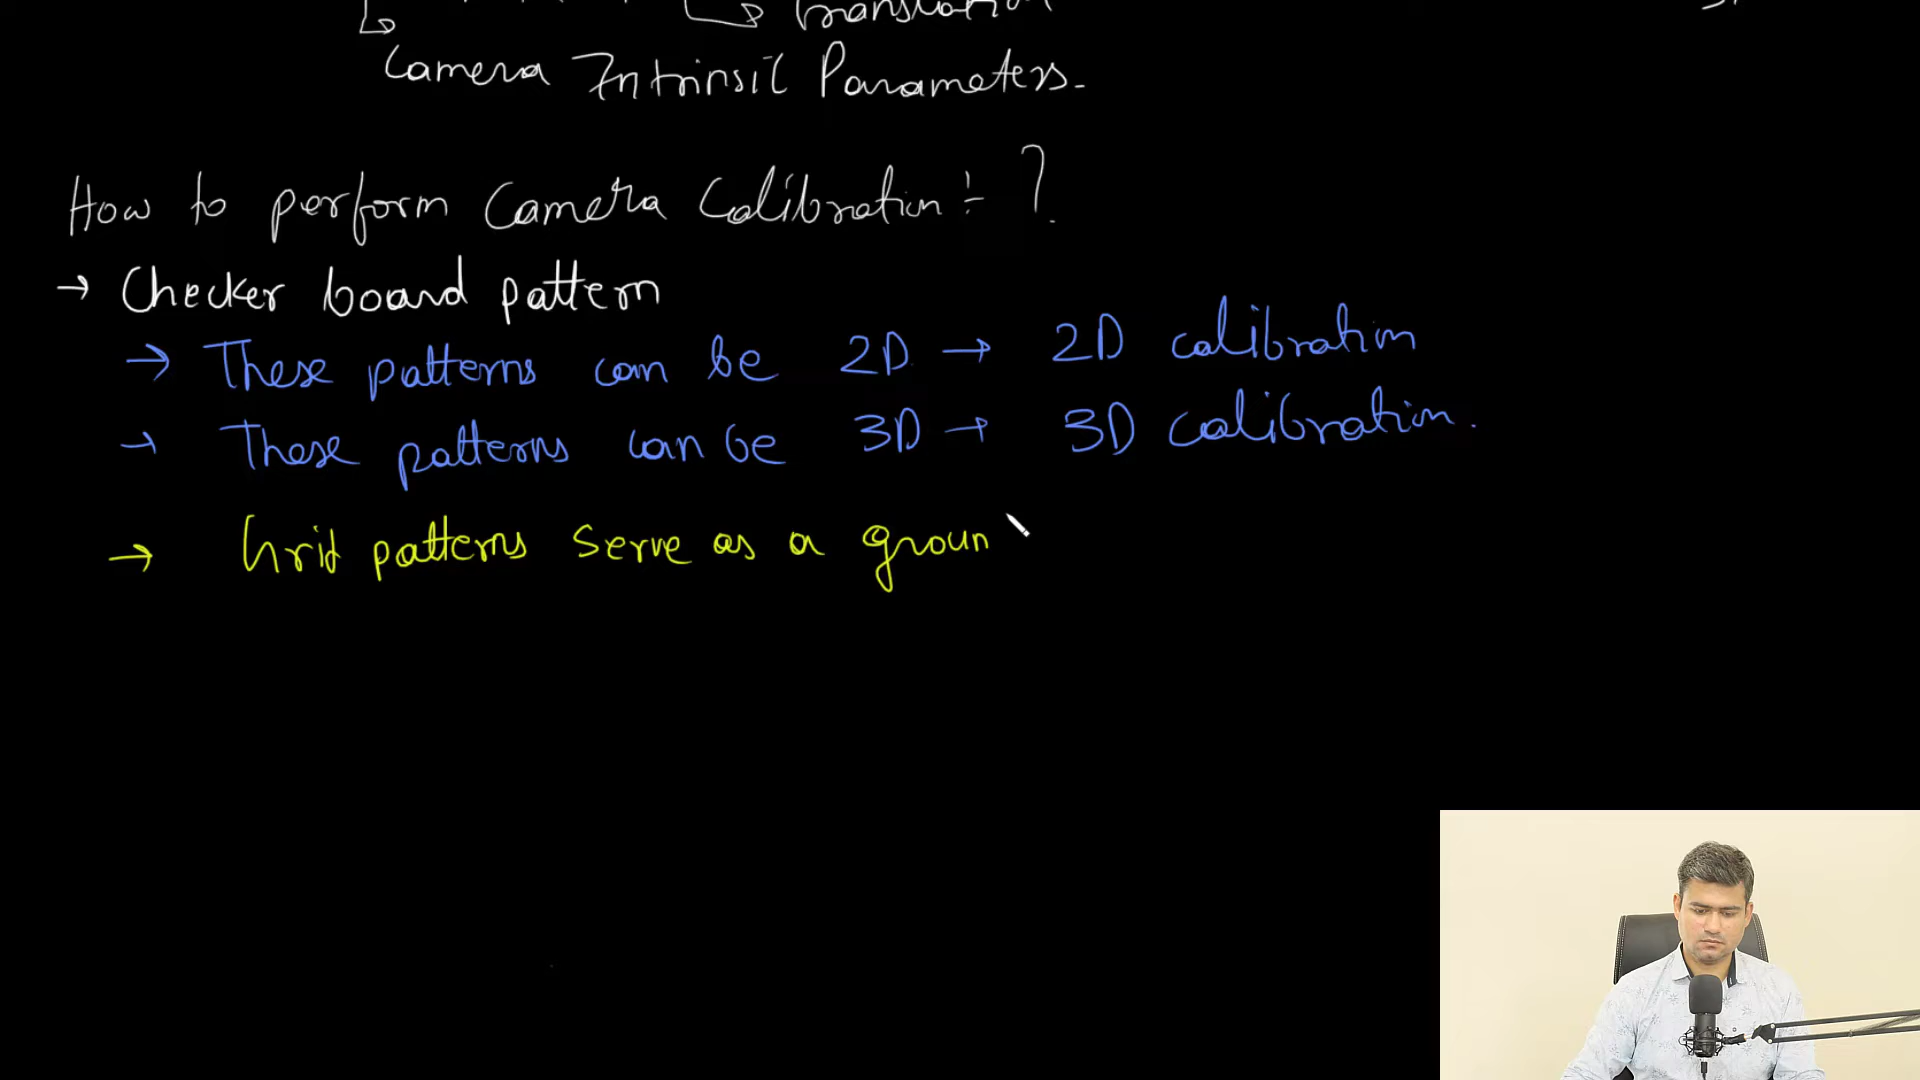 Translation
Camera Intrinsic Parameters.
How to perform Camera Calibration ÷ ?
→ Checker board pattern
→ These patterns can be 2D → 2D calibration
→ These patterns can be 3D → 3D calibration.
→ Grid patterns serve as a groun